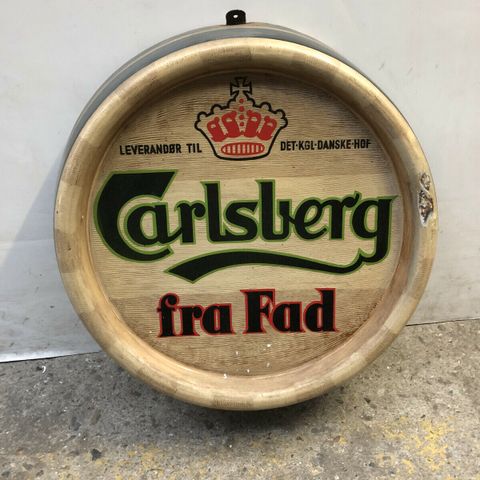 LEVERANDØR TIL DET·KGL·DANSKE·HOF
Carlsberg
fra Fad